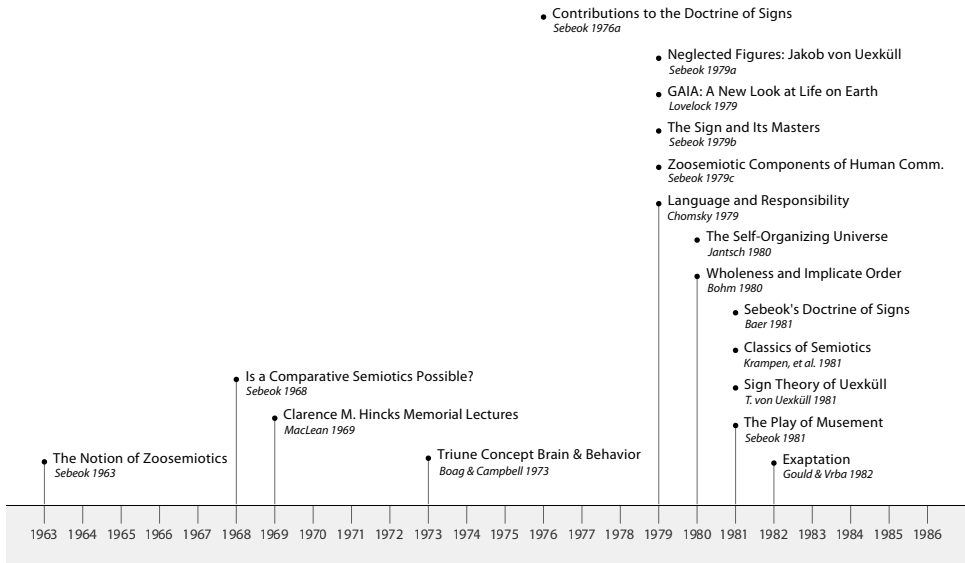 Contributions to the Doctrine of Signs
Sebeok 1976a
Neglected Figures: Jakob von Uexküll
Sebeok 1979a
GAIA: A New Look at Life on Earth
Lovelock 1979
The Sign and Its Masters
Sebeok 1979b
Zoosemiotic Components of Human Comm.
Sebeok 1979c
Language and Responsibility
Chomsky 1979
The Self-Organizing Universe
Jantsch 1980
Wholeness and Implicate Order
Bohm 1980
Sebeok's Doctrine of Signs
Baer 1981
Classics of Semiotics
Krampen, et al. 1981
Is a Comparative Semiotics Possible?
Sebeok 1968
Sign Theory of Uexküll
T. von Uexküll 1981
Clarence M. Hincks Memorial Lectures
MacLean 1969
The Play of Musement
Sebeok 1981
Triune Concept Brain & Behavior
Boag & Campbell 1973
The Notion of Zoosemiotics
Sebeok 1963
Exaptation
Gould & Vrba 1982
1963 1964 1965 1966 1967 1968 1969 1970 1971 1972 1973 1974 1975 1976 1977 1978 1979 1980 1981 1982 1983 1984 1985 1986